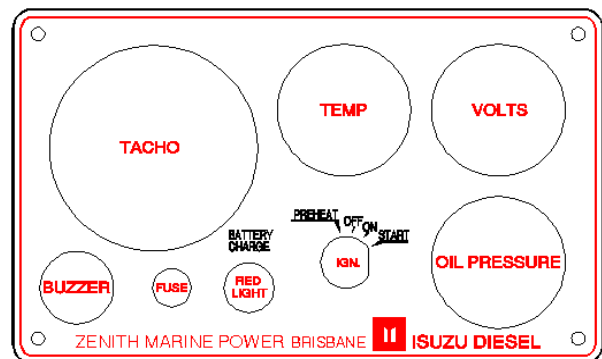 TEMP
VOLTS
TACHO
PREHEAT OFF ON START
BATTERY
CHARGE
IGN.
OIL PRESSURE
BUZZER
FUSE
RED
LIGHT
ZENITH MARINE POWER BRISBANE ISUZU DIESEL